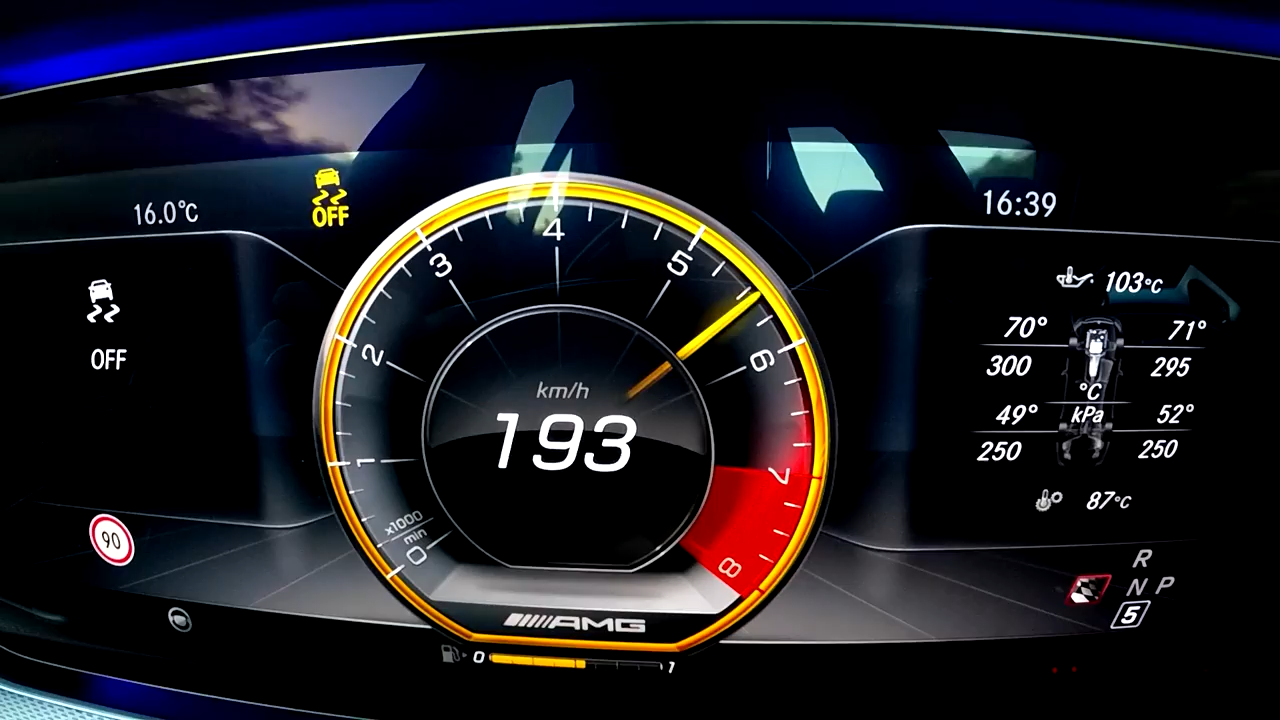 16.0°C
OFF
16:39
OFF
90
0
1
2
3
4
5
6
7
8
x1000
min
km/h
193
AMG
0 1
103°C
70° 71°
300 295
°C
49° kPa 52°
250 250
87°C
R
N P
5